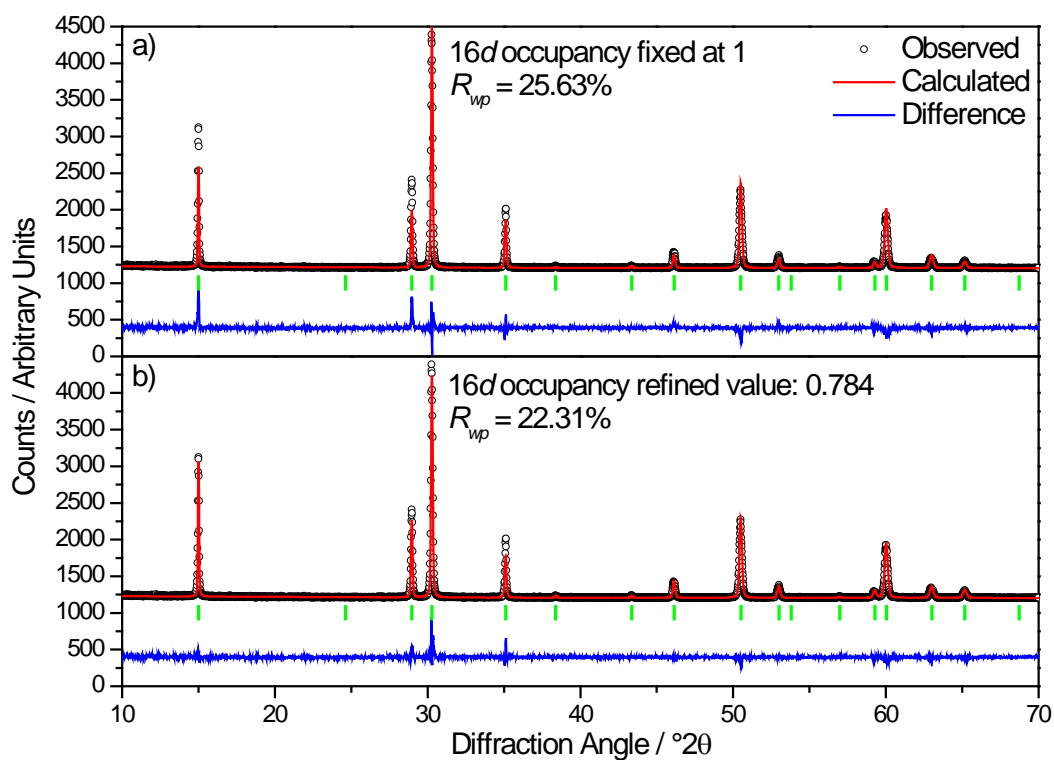 Counts / Arbitrary Units
a)
16d occupancy fixed at 1
Rwp = 25.63%
Observed
Calculated
Difference
4500
4000
3500
3000
2500
2000
1500
1000
500
0
b)
16d occupancy refined value: 0.784
Rwp = 22.31%
4000
3500
3000
2500
2000
1500
1000
500
0
10 20 30 40 50 60 70
Diffraction Angle / °2θ